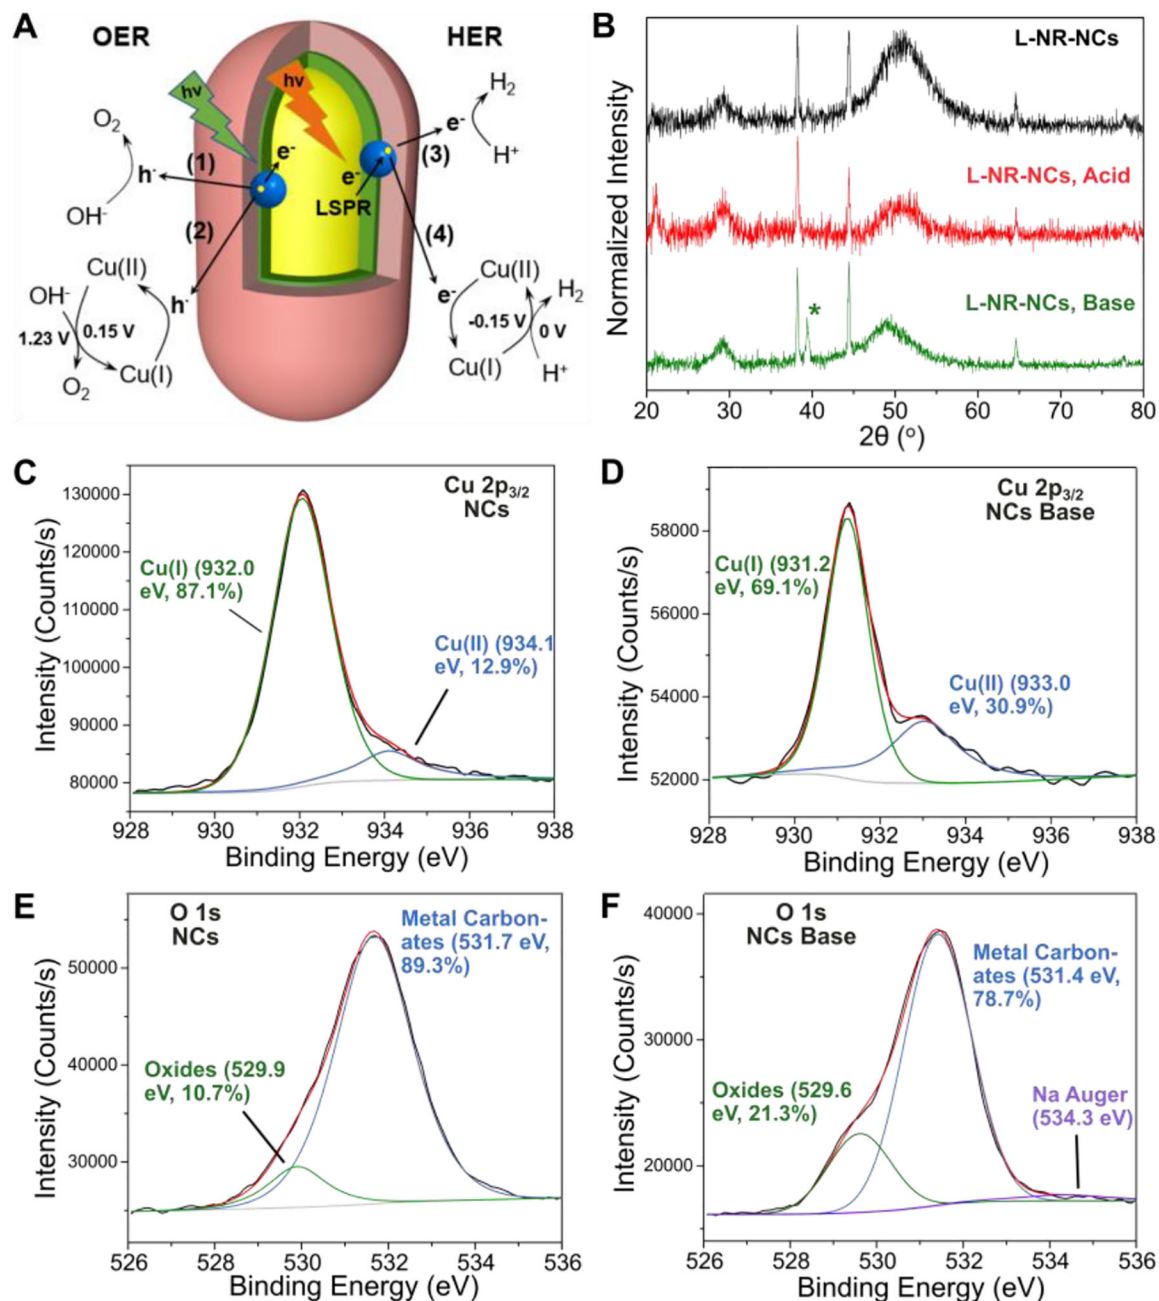 A
OER
HER
hν
hν
O₂
H₂
H⁺
e⁻
e⁻
(1)
(3)
h·
e⁻
OH⁻
LSPR
(2)
(4)
Cu(II)
Cu(II)
OH⁻
h·
e⁻
H₂
1.23 V
0.15 V
-0.15 V
0 V
O₂
Cu(I)
Cu(I)
H⁺
B
L-NR-NCs
L-NR-NCs, Acid
L-NR-NCs, Base
*
Normalized Intensity
20 30 40 50 60 70 80
2θ (°)
C
Cu 2p3/2
NCs
Cu(I) (932.0
eV, 87.1%)
Cu(II) (934.1
eV, 12.9%)
Intensity (Counts/s)
130000
120000
110000
100000
90000
80000
928 930 932 934 936 938
Binding Energy (eV)
D
Cu 2p3/2
NCs Base
Cu(I) (931.2
eV, 69.1%)
Cu(II) (933.0
eV, 30.9%)
Intensity (Counts/s)
58000
56000
54000
52000
928 930 932 934 936 938
Binding Energy (eV)
E
O 1s
NCs
Metal Carbon-
ates (531.7 eV,
89.3%)
Oxides (529.9
eV, 10.7%)
Intensity (Counts/s)
50000
40000
30000
526 528 530 532 534 536
Binding Energy (eV)
F
O 1s
NCs Base
Metal Carbon-
ates (531.4 eV,
78.7%)
Oxides (529.6
eV, 21.3%)
Na Auger
(534.3 eV)
Intensity (Counts/s)
40000
30000
20000
526 528 530 532 534 536
Binding Energy (eV)